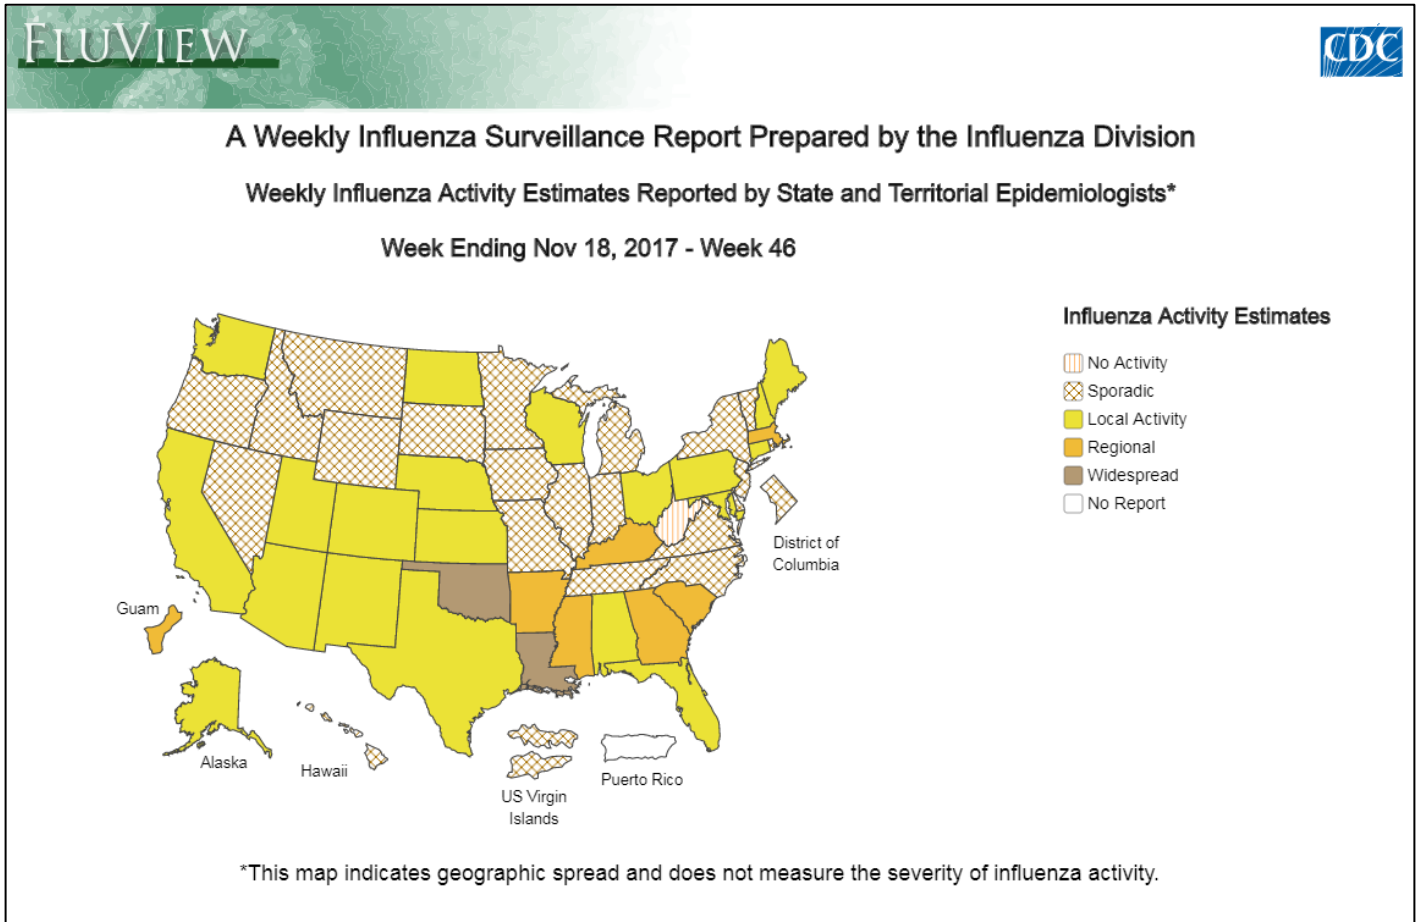 FLUVIEW
CDC
A Weekly Influenza Surveillance Report Prepared by the Influenza Division
Weekly Influenza Activity Estimates Reported by State and Territorial Epidemiologists*
Week Ending Nov 18, 2017 - Week 46
Influenza Activity Estimates
No Activity
Sporadic
Local Activity
Regional
Widespread
No Report
District of
Columbia
Guam
Alaska
Hawaii
US Virgin
Islands
Puerto Rico
*This map indicates geographic spread and does not measure the severity of influenza activity.